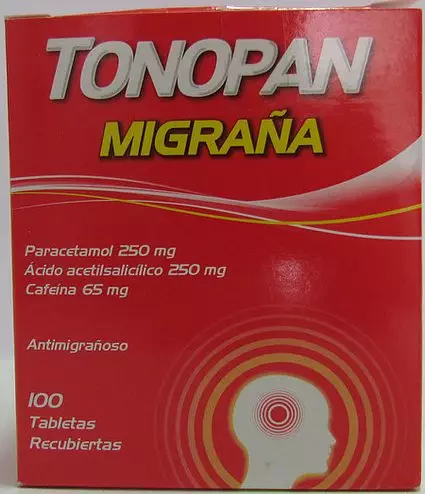 TONOPAN
MIGRAÑA
Paracetamol 250 mg
Ácido acetilsalicílico 250 mg
Cafeína 65 mg
Antimigrañoso
100
Tabletas
Recubiertas